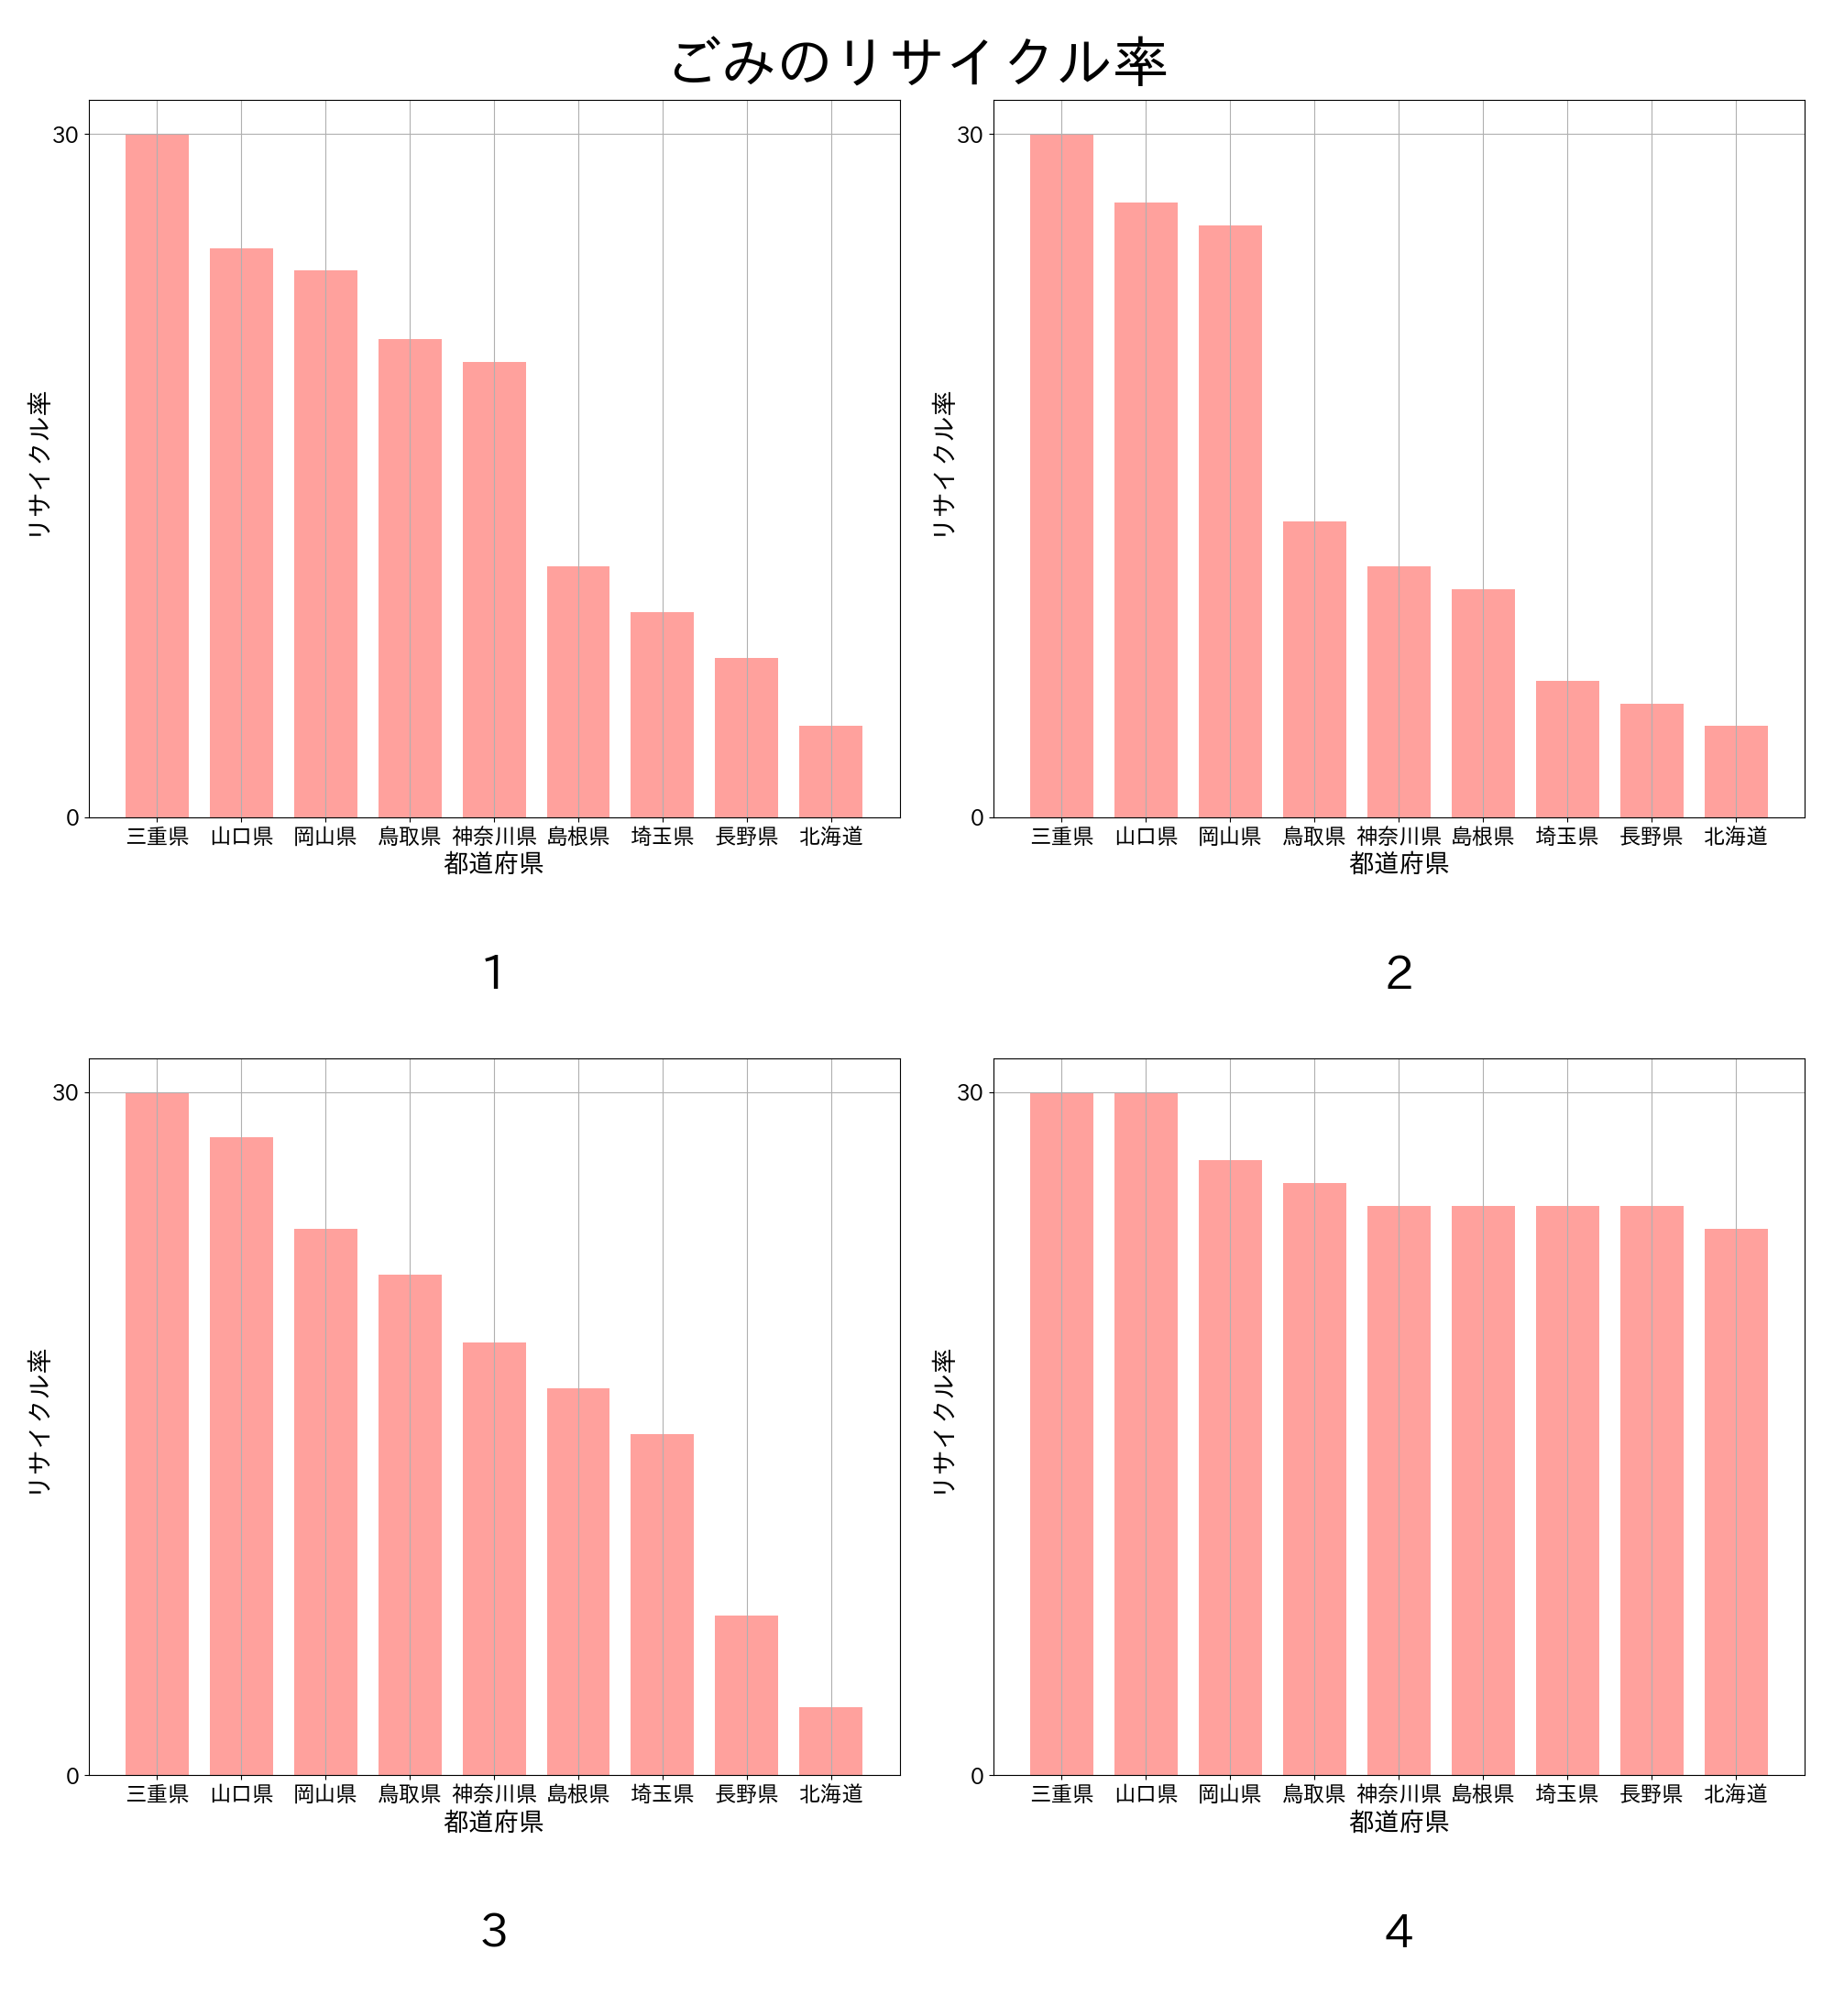 ごみのリサイクル率
30
0
リサイクル率
三重県 山口県 岡山県 鳥取県 神奈川県 島根県 埼玉県 長野県 北海道
都道府県
1
30
0
リサイクル率
三重県 山口県 岡山県 鳥取県 神奈川県 島根県 埼玉県 長野県 北海道
都道府県
2
30
0
リサイクル率
三重県 山口県 岡山県 鳥取県 神奈川県 島根県 埼玉県 長野県 北海道
都道府県
3
30
0
リサイクル率
三重県 山口県 岡山県 鳥取県 神奈川県 島根県 埼玉県 長野県 北海道
都道府県
4